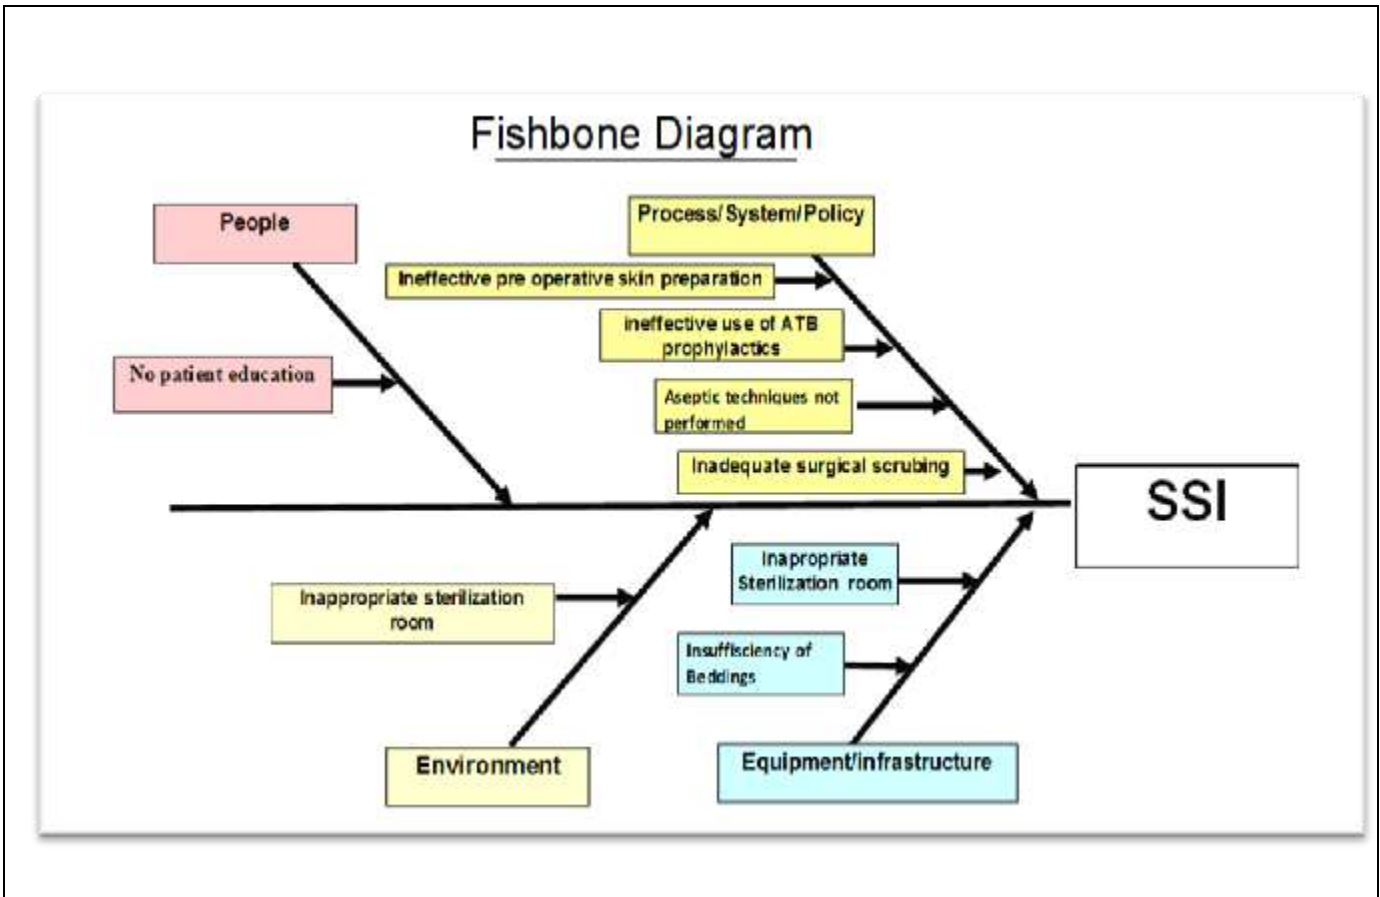 Fishbone Diagram
People
Process/System/Policy
Ineffective pre operative skin preparation
ineffective use of ATB
prophylactics
No patient education
Aseptic techniques not
performed
Inadequate surgical scrubing
SSI
Inapropriate
Sterilization room
Inappropriate sterilization
room
Insuffisciency of
Beddings
Environment
Equipment/infrastructure